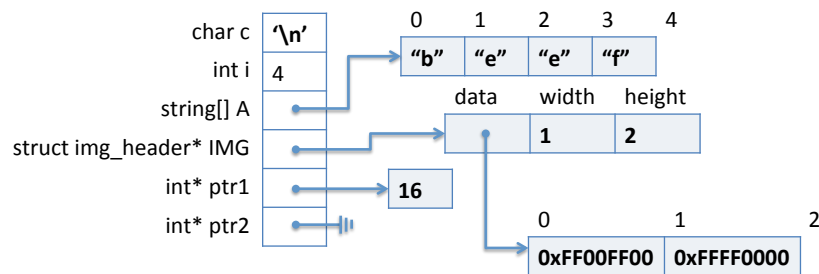 0 1 2 3 4
char c '\n' "b" "e" "e" "f"
int i 4
string[] A data width height
struct img_header* IMG 1 2
int* ptr1 16
int* ptr2 0 1 2
0xFF00FF00 0xFFFF0000